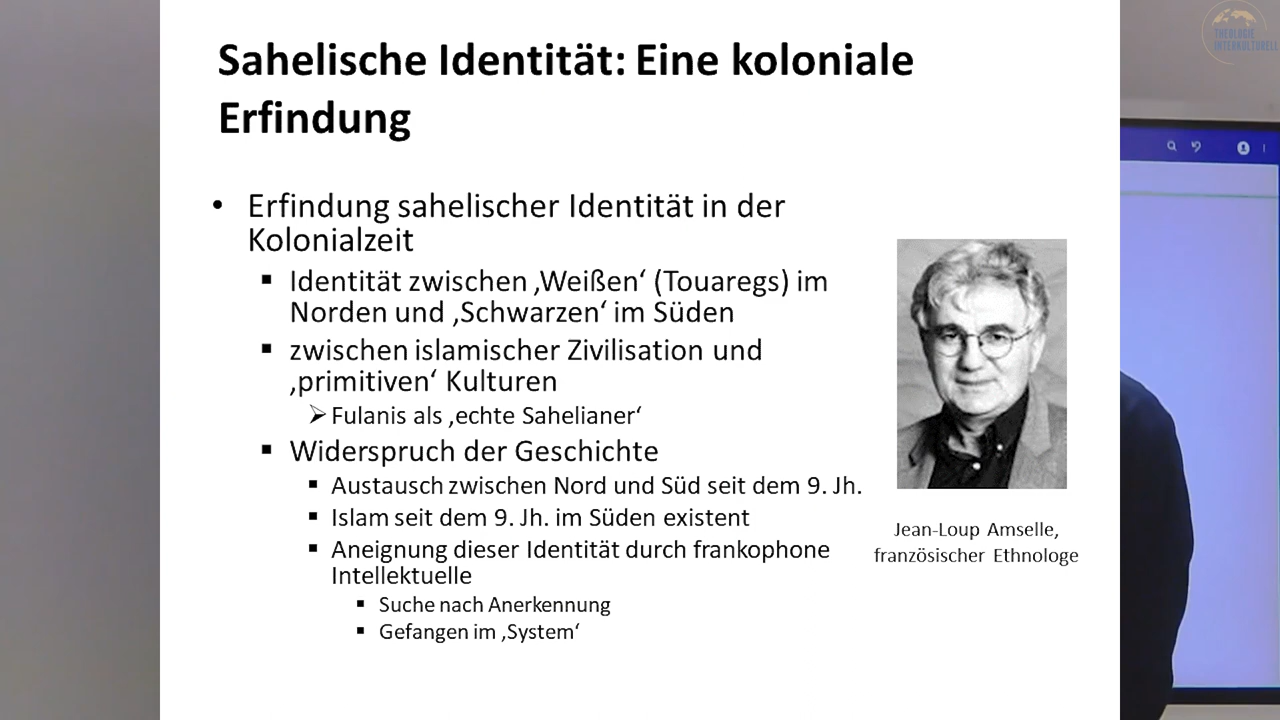 THEOLOGIE
INTERKULTURELL
Sahelische Identität: Eine koloniale
Erfindung
• Erfindung sahelischer Identität in der
Kolonialzeit
▪ Identität zwischen ‚Weißen‘ (Touaregs) im
Norden und ‚Schwarzen‘ im Süden
▪ zwischen islamischer Zivilisation und
‚primitiven‘ Kulturen
➢ Fulanis als ‚echte Sahelianer‘
▪ Widerspruch der Geschichte
▪ Austausch zwischen Nord und Süd seit dem 9. Jh.
▪ Islam seit dem 9. Jh. im Süden existent
▪ Aneignung dieser Identität durch frankophone
Intellektuelle
▪ Suche nach Anerkennung
▪ Gefangen im ‚System‘
Jean-Loup Amselle,
französischer Ethnologe